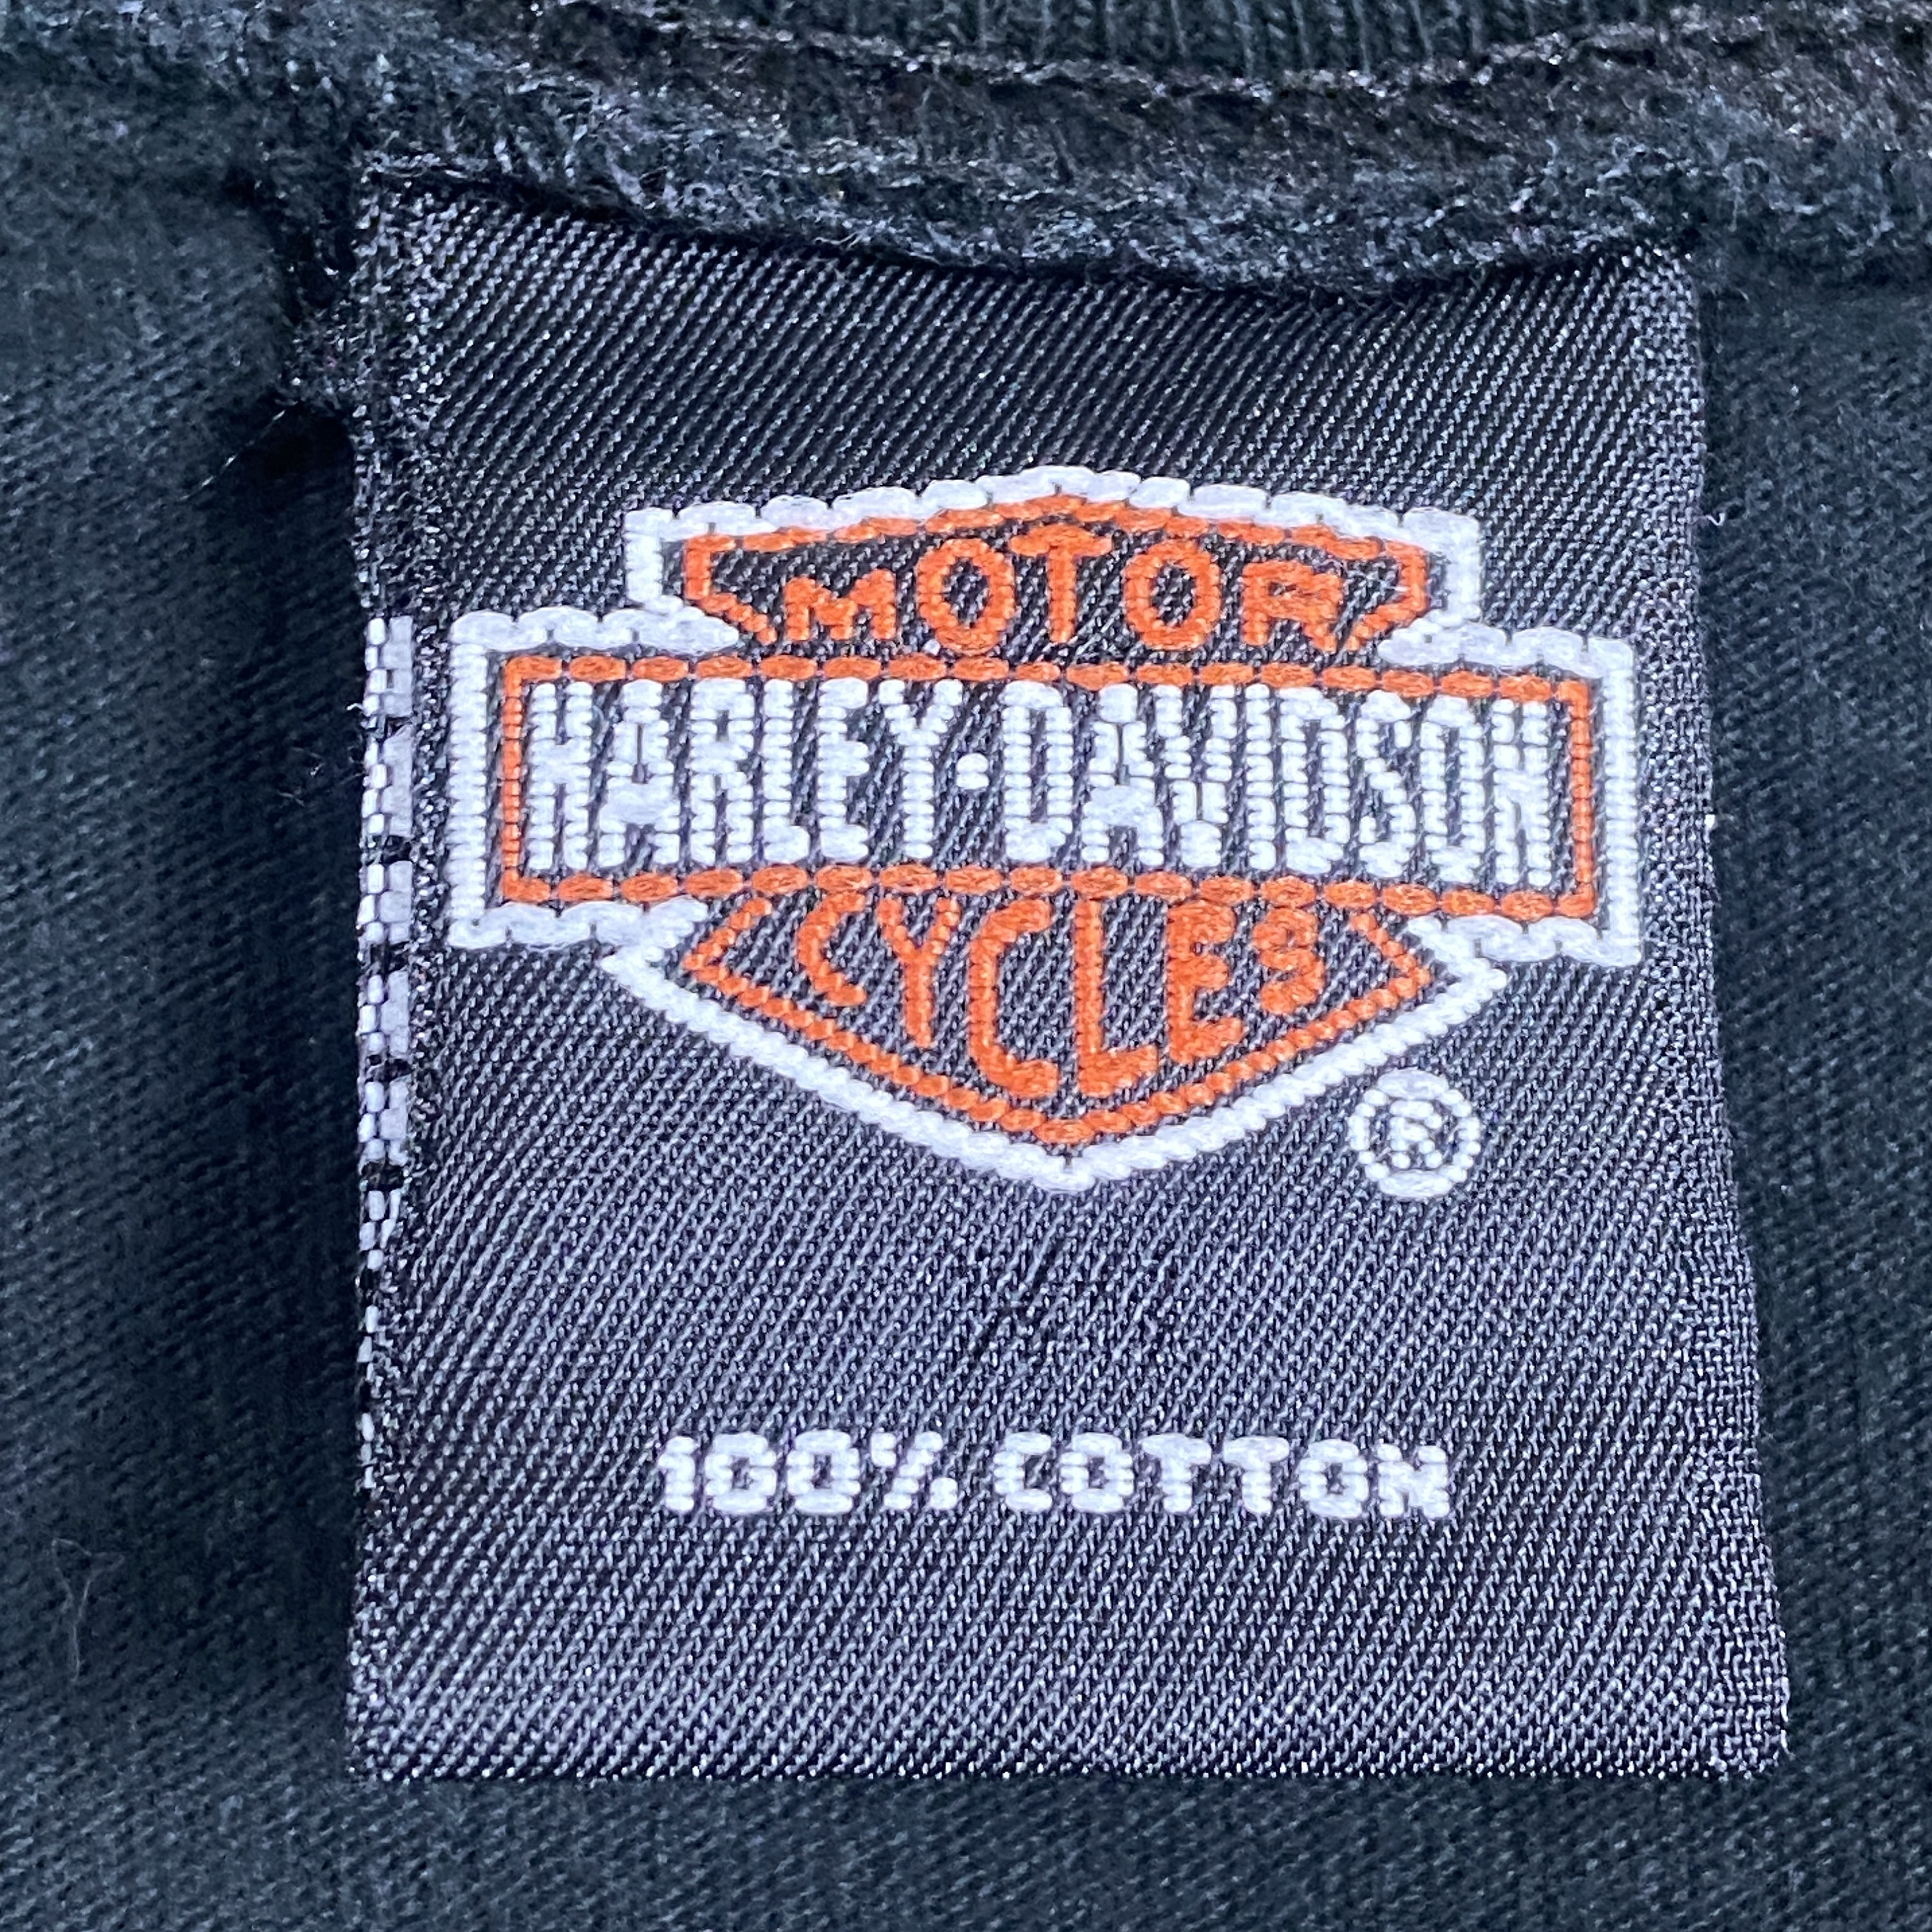 MOTOR
HARLEY-DAVIDSON
CYCLES
®
100% COTTON